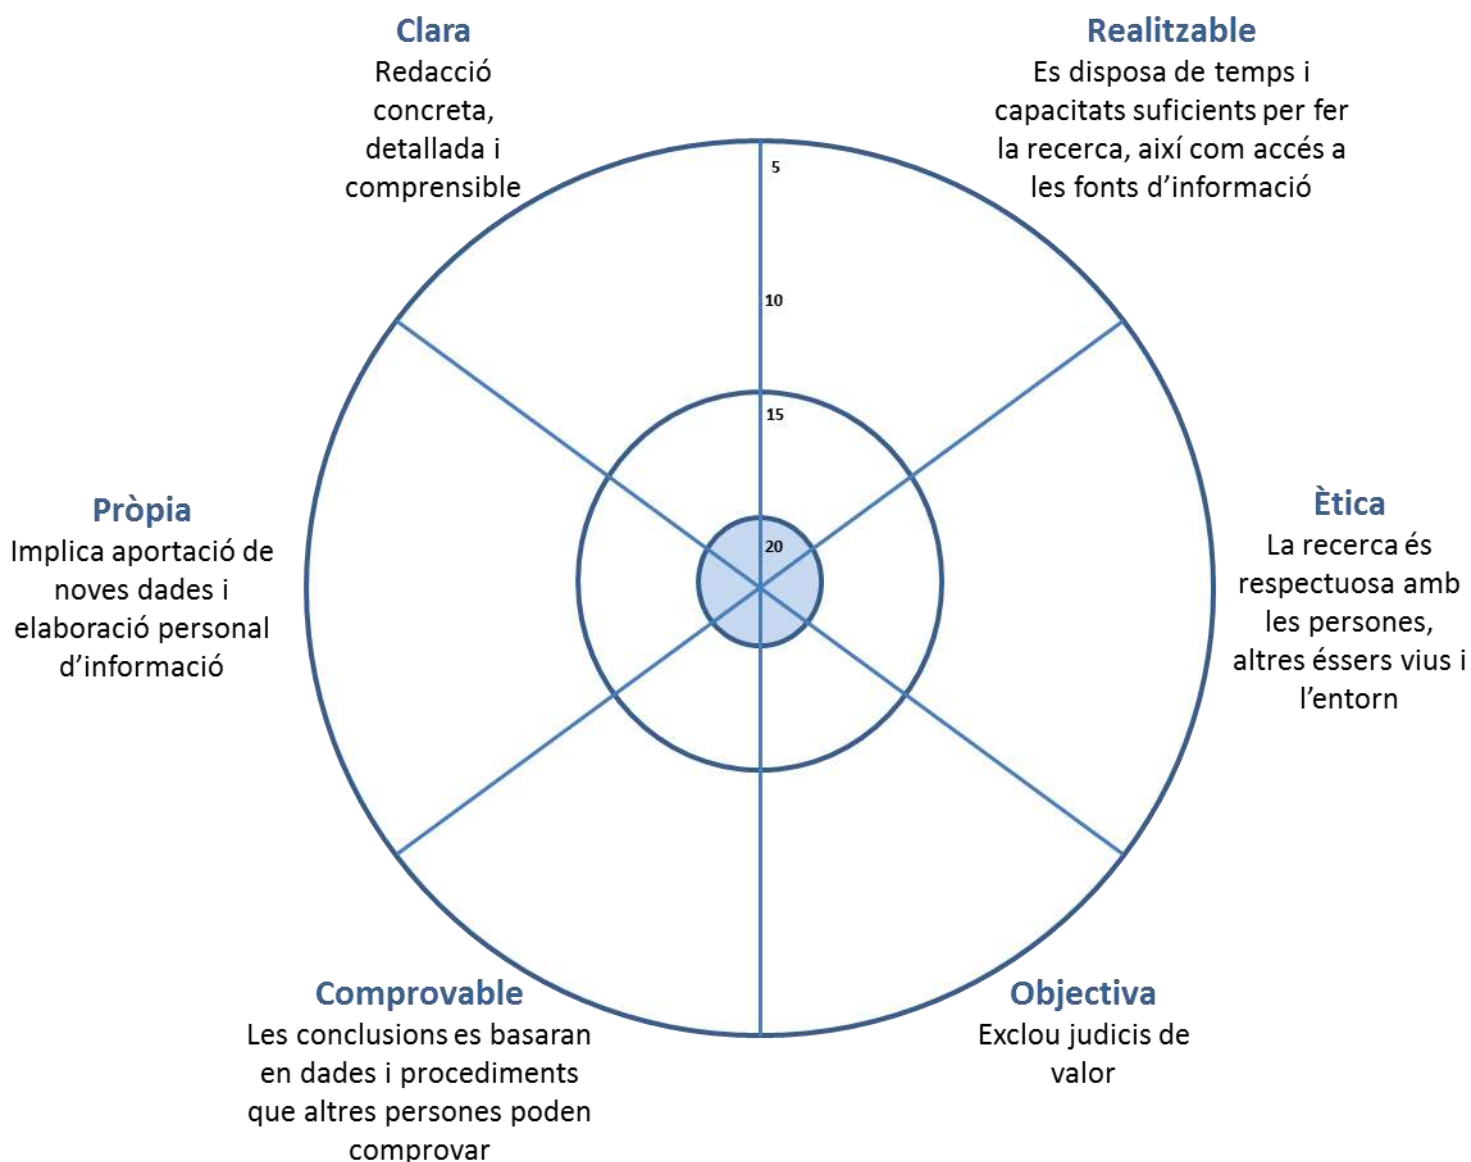 Clara
Redacció
concreta,
detallada i
comprensible
Realitzable
Es disposa de temps i
capacitats suficients per fer
la recerca, així com accés a
les fonts d’informació
5
10
15
20
Pròpia
Implica aportació de
noves dades i
elaboració personal
d’informació
Ètica
La recerca és
respectuosa amb
les persones,
altres éssers vius i
l’entorn
Comprovable
Les conclusions es basaran
en dades i procediments
que altres persones poden
comprovar
Objectiva
Exclou judicis de
valor